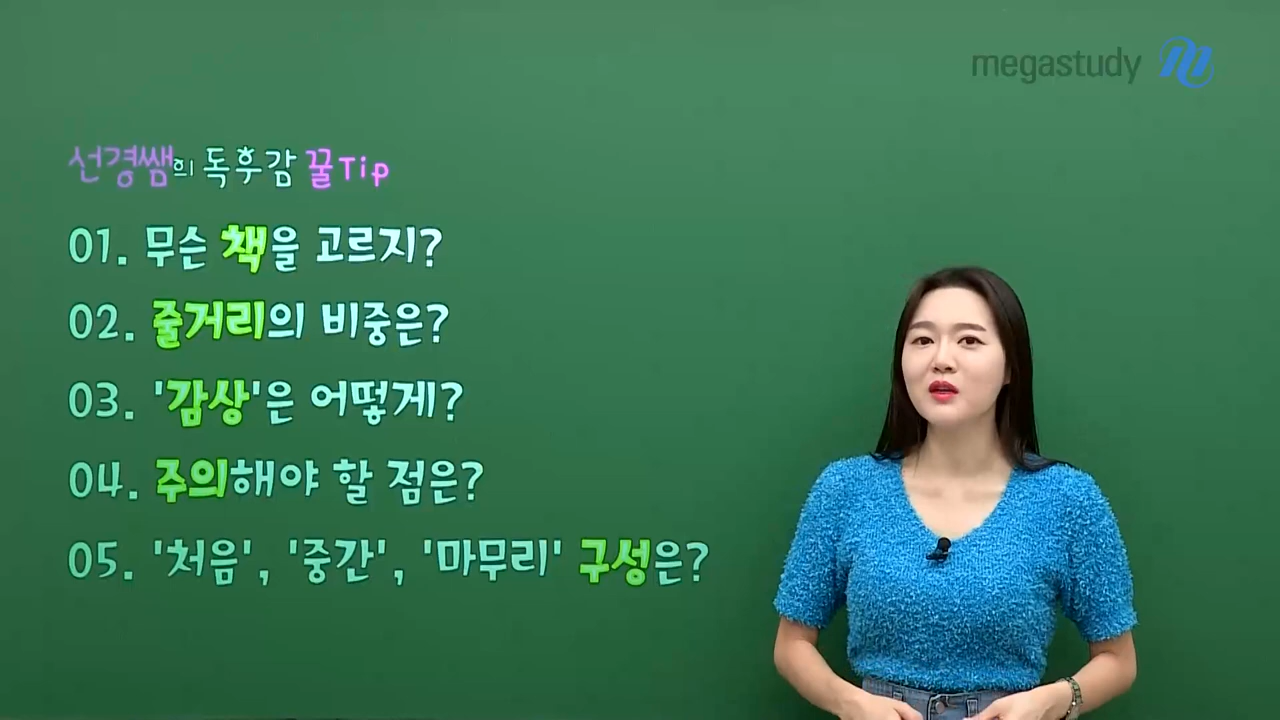 megastudy
선경쌤의 독후감 꿀Tip
01. 무슨 책을 고르지?
02. 줄거리의 비중은?
03. '감상'은 어떻게?
04. 주의해야 할 점은?
05. '처음', '중간', '마무리' 구성은?